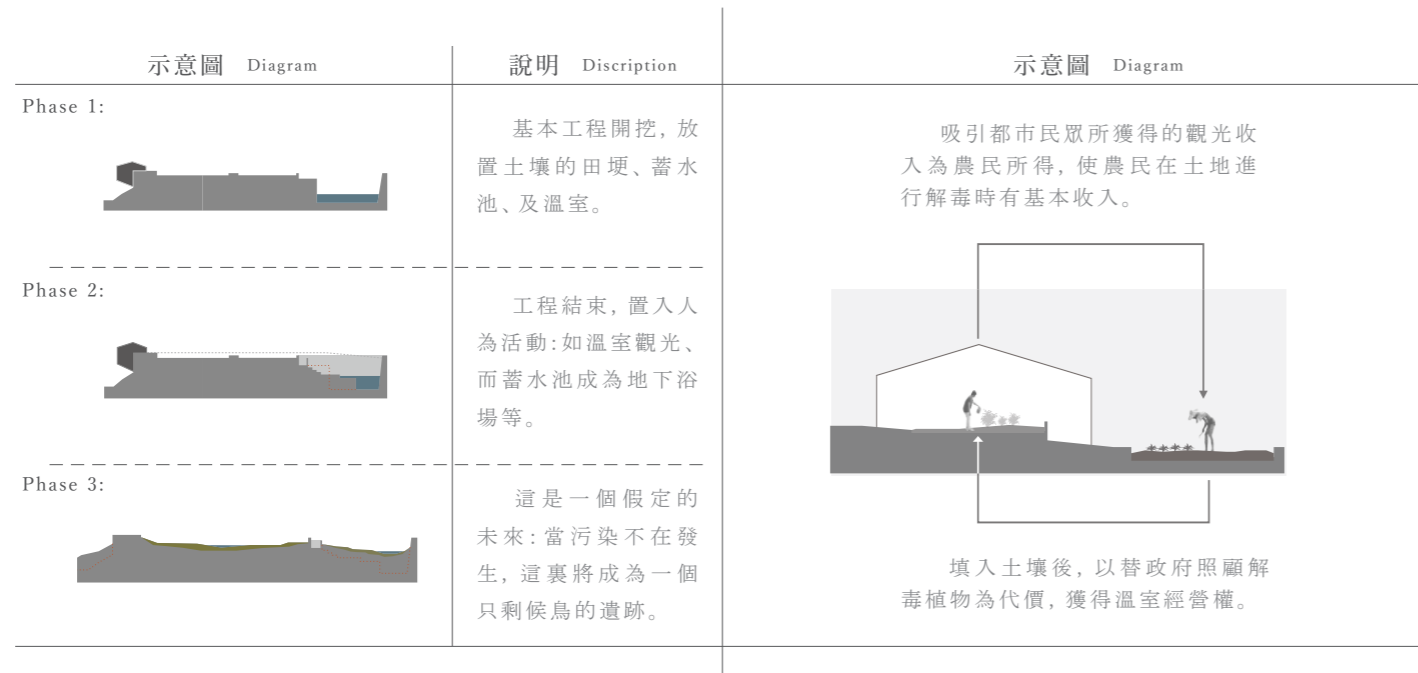 示意圖 Diagram
說明 Discription
Phase 1:
基本工程開挖, 放
置土壤的田埂、蓄水
池、及溫室。
Phase 2:
工程結束, 置入人
為活動:如溫室觀光、
而蓄水池成為地下浴
場等。
Phase 3:
這是一個假定的
未來:當污染不在發
生, 這裏將成為一個
只剩候鳥的遺跡。
示意圖 Diagram
吸引都市民眾所獲得的觀光收
入為農民所得, 使農民在土地進
行解毒時有基本收入。
填入土壤後, 以替政府照顧解
毒植物為代價, 獲得溫室經營權。